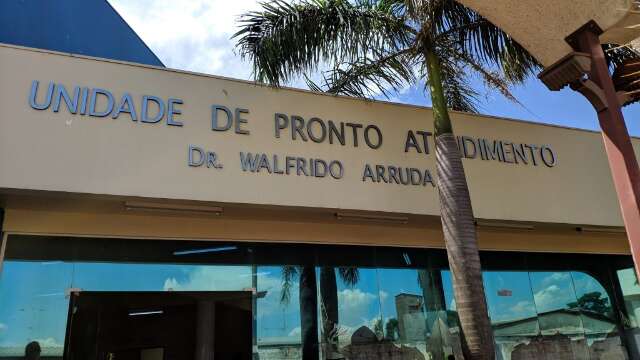 UNIDADE DE PRONTO ATENDIMENTO
DR. WALFRIDO ARRUDA